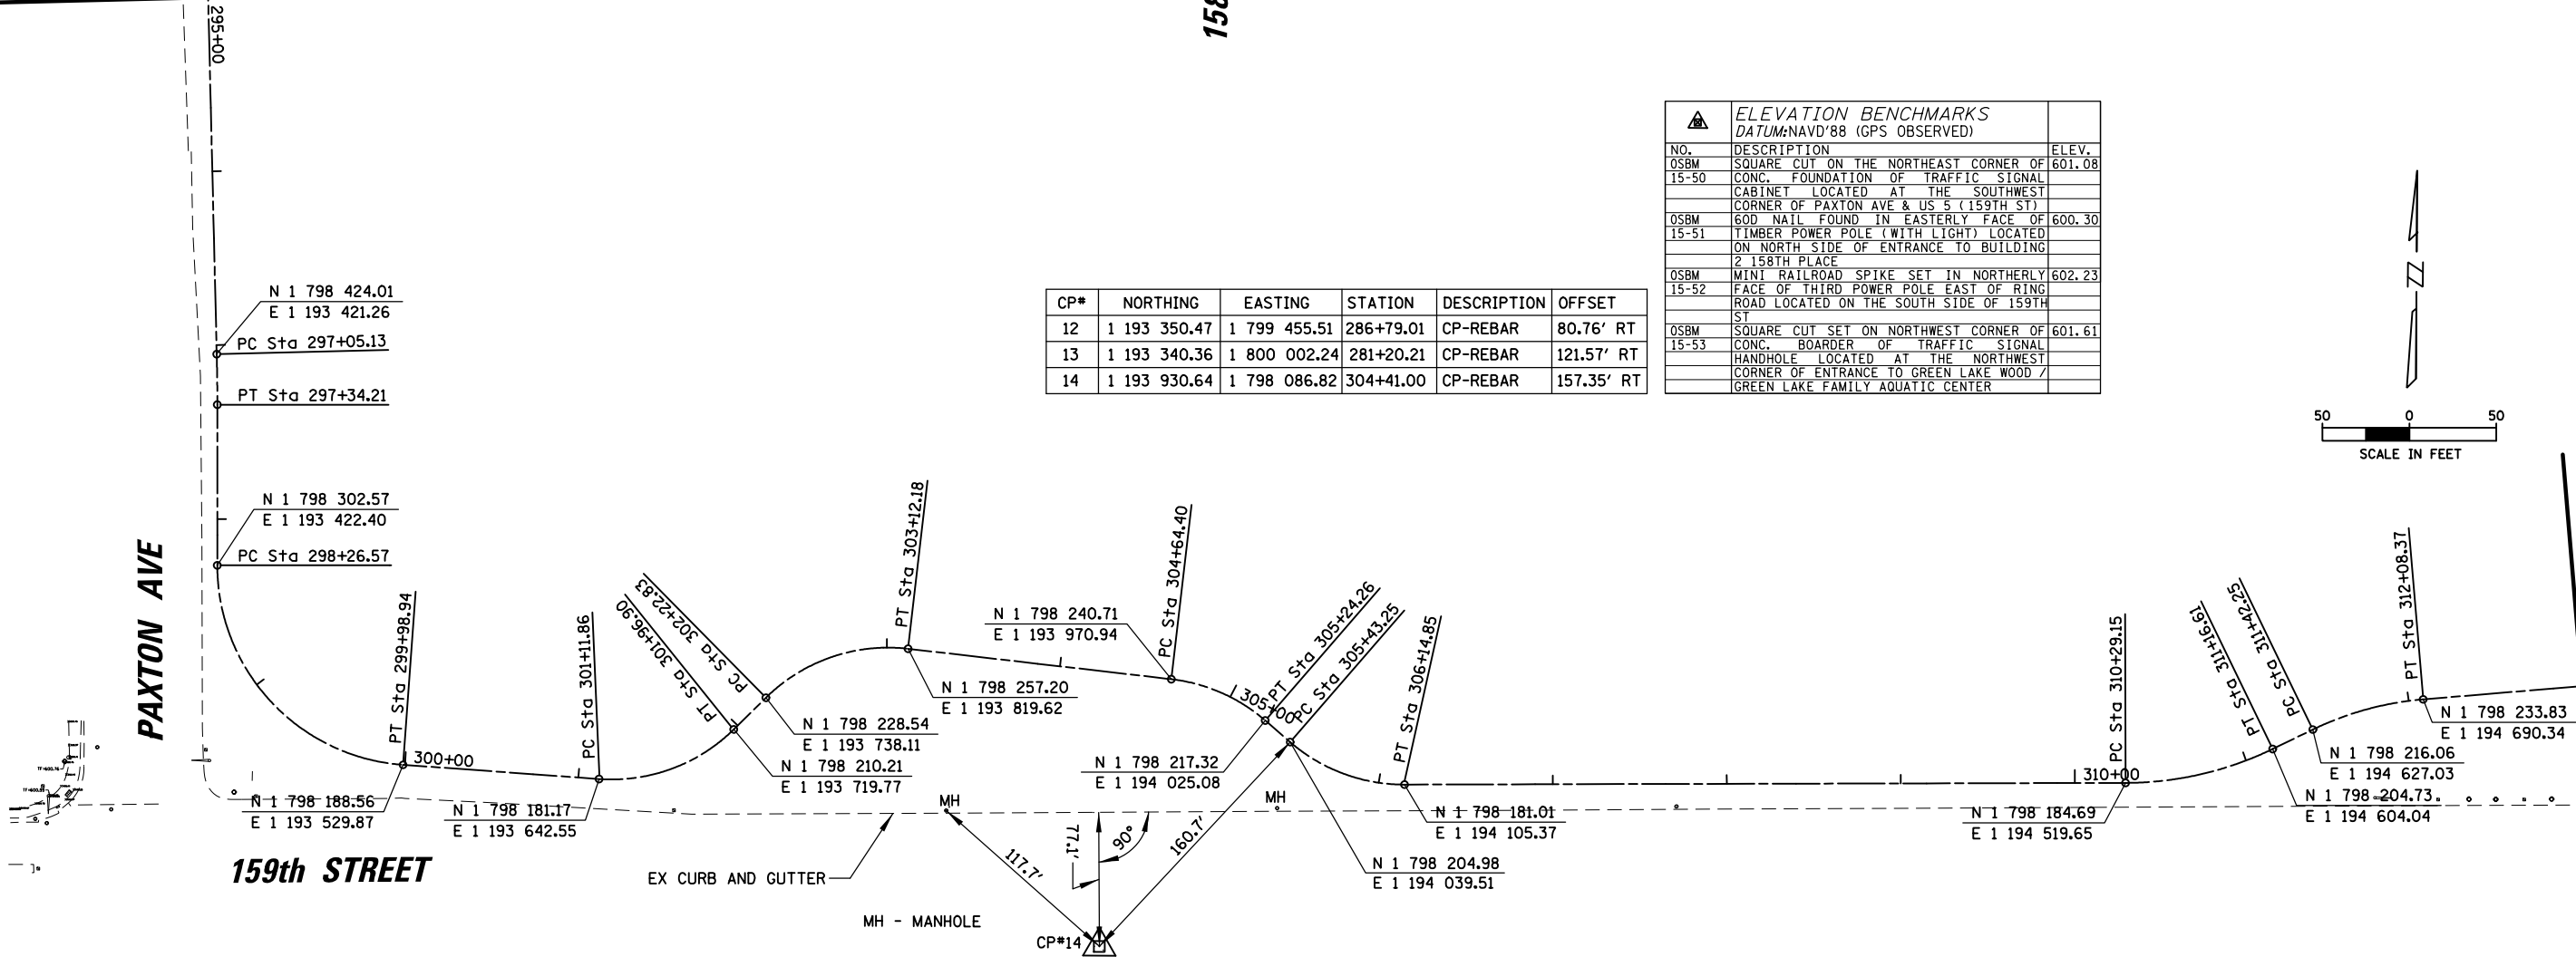 295+00
158
ELEVATION BENCHMARKS
DATUM:NAVD'88 (GPS OBSERVED)
NO. DESCRIPTION ELEV.
0SBM SQUARE CUT ON THE NORTHEAST CORNER OF 601.08
15-50 CONC. FOUNDATION OF TRAFFIC SIGNAL
CABINET LOCATED AT THE SOUTHWEST
CORNER OF PAXTON AVE & US 5 (159TH ST)
0SBM 60D NAIL FOUND IN EASTERLY FACE OF 600.30
15-51 TIMBER POWER POLE (WITH LIGHT) LOCATED
ON NORTH SIDE OF ENTRANCE TO BUILDING
2 158TH PLACE
0SBM MINI RAILROAD SPIKE SET IN NORTHERLY 602.23
15-52 FACE OF THIRD POWER POLE EAST OF RING
ROAD LOCATED ON THE SOUTH SIDE OF 159TH
ST
0SBM SQUARE CUT SET ON NORTHWEST CORNER OF 601.61
15-53 CONC. BOARDER OF TRAFFIC SIGNAL
HANDHOLE LOCATED AT THE NORTHWEST
CORNER OF ENTRANCE TO GREEN LAKE WOOD /
GREEN LAKE FAMILY AQUATIC CENTER
CP# NORTHING EASTING STATION DESCRIPTION OFFSET
12 1 193 350.47 1 799 455.51 286+79.01 CP-REBAR 80.76' RT
13 1 193 340.36 1 800 002.24 281+20.21 CP-REBAR 121.57' RT
14 1 193 930.64 1 798 086.82 304+41.00 CP-REBAR 157.35' RT
Z
50 0 50
SCALE IN FEET
N 1 798 424.01
E 1 193 421.26
PC Sta 297+05.13
PT Sta 297+34.21
N 1 798 302.57
E 1 193 422.40
PC Sta 298+26.57
PAXTON AVE
PT Sta 299+98.94
300+00
N 1 798 188.56
E 1 193 529.87
PC Sta 301+11.86
N 1 798 181.17
E 1 193 642.55
PT Sta 301+96.90
PC Sta 302+22.83
N 1 798 228.54
E 1 193 738.11
N 1 798 210.21
E 1 193 719.77
PT Sta 303+12.18
N 1 798 257.20
E 1 193 819.62
N 1 798 240.71
E 1 193 970.94
PC Sta 304+64.40
305+00
PT Sta 305+24.26
PC Sta 305+43.25
N 1 798 217.32
E 1 194 025.08
PT Sta 306+14.85
N 1 798 181.01
E 1 194 105.37
N 1 798 204.98
E 1 194 039.51
PC Sta 310+29.15
310+00
N 1 798 184.69
E 1 194 519.65
PT Sta 311+16.61
PC Sta 311+42.25
PT Sta 312+08.37
N 1 798 233.83
E 1 194 690.34
N 1 798 216.06
E 1 194 627.03
N 1 798 204.73
E 1 194 604.04
159th STREET
MH
MH
117.7'
77.1'
90°
160.7'
EX CURB AND GUTTER
MH - MANHOLE
CP#14